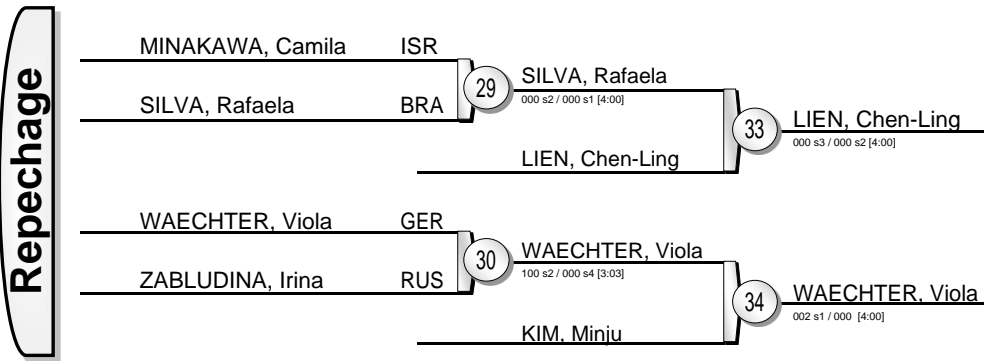 Repechage
MINAKAWA, Camila ISR
SILVA, Rafaela BRA
29
SILVA, Rafaela
000 s2 / 000 s1 [4:00]
LIEN, Chen-Ling
33
LIEN, Chen-Ling
000 s3 / 000 s2 [4:00]
WAECHTER, Viola GER
ZABLUDINA, Irina RUS
30
WAECHTER, Viola
100 s2 / 000 s4 [3:03]
KIM, Minju
34
WAECHTER, Viola
002 s1 / 000 [4:00]